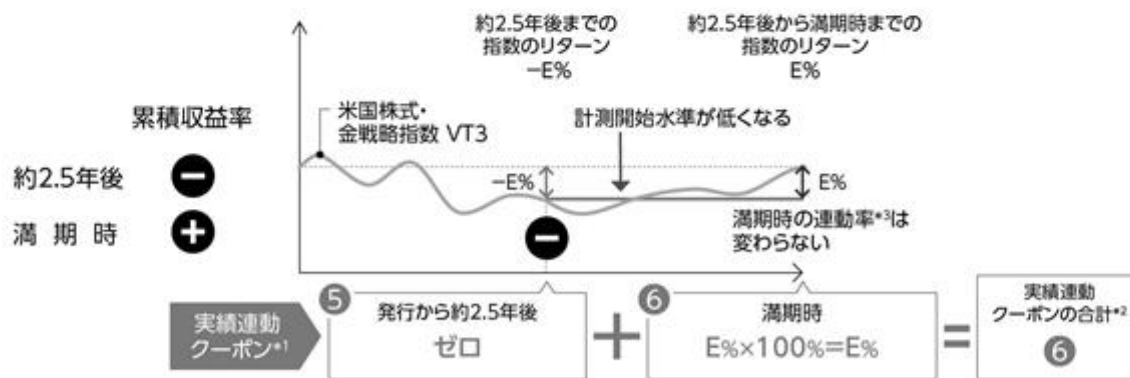 約2.5年後までの
指数のリターン
−E%
約2.5年後から満期時までの
指数のリターン
E%
累積収益率
米国株式・
金戦略指数 VT3
計測開始水準が低くなる
約2.5年後
−
−E%
E%
満期時
+
−
満期時の連動率*3は
変わらない
実績連動
クーポン*1
5
発行から約2.5年後
ゼロ
+
6
満期時
E%×100%=E%
=
実績連動
クーポンの合計*2
6